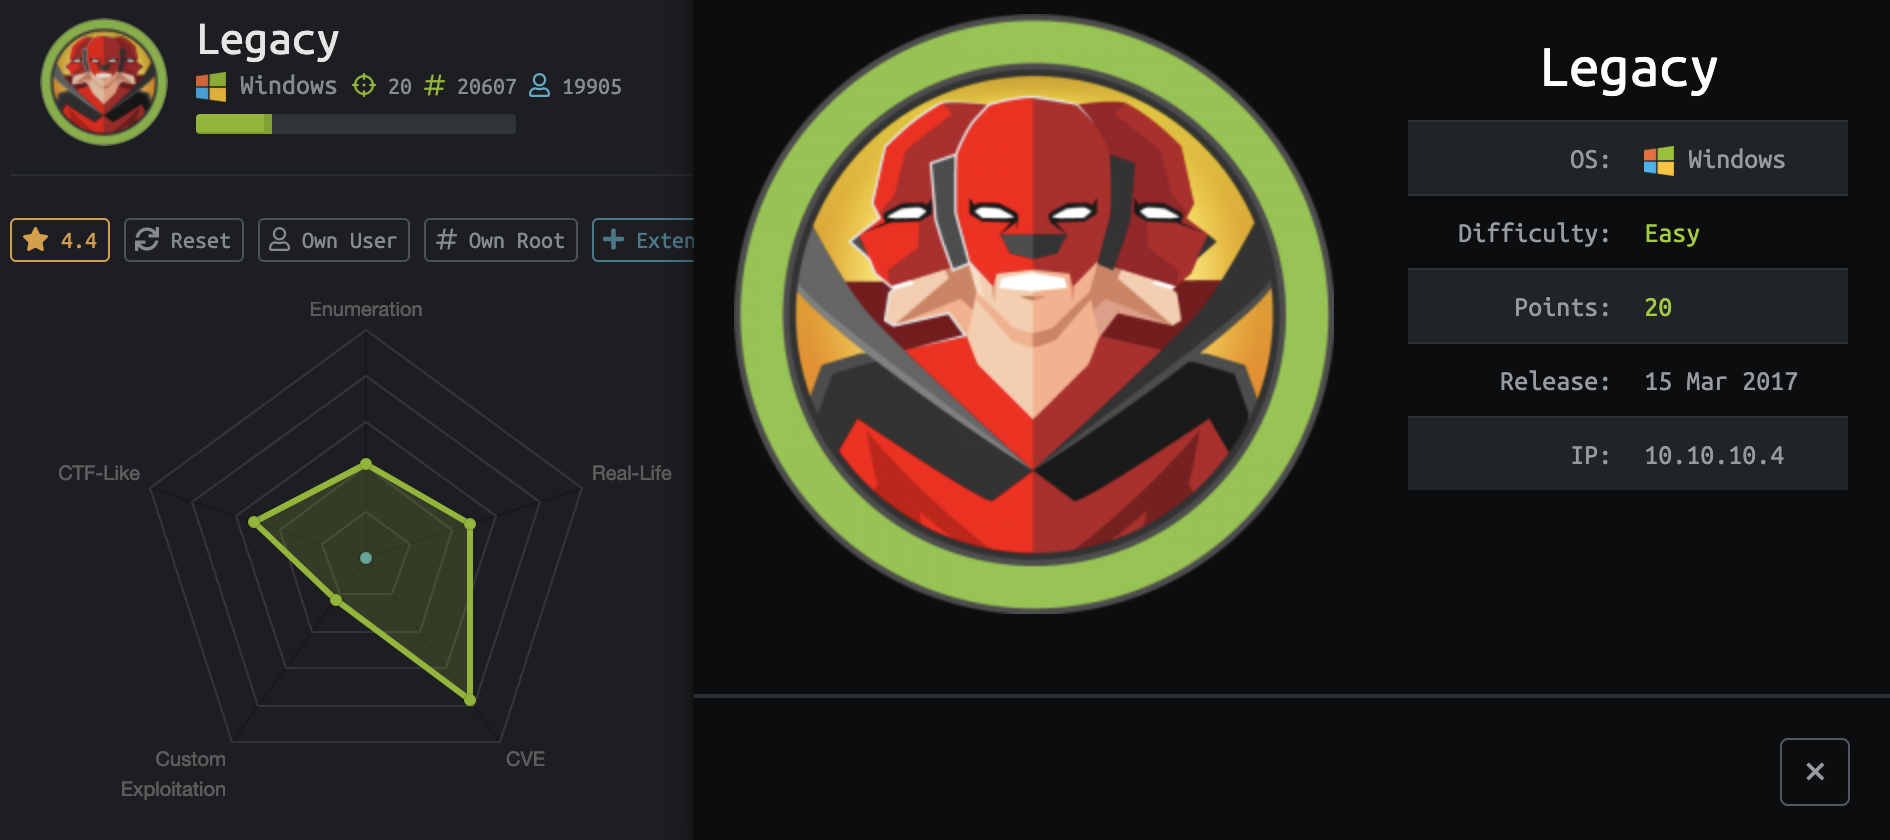 Legacy
Windows 20 # 20607 19905
4.4 Reset Own User # Own Root + Exten
Enumeration
CTF-Like
Real-Life
Custom
Exploitation
CVE
Legacy
OS: Windows
Difficulty: Easy
Points: 20
Release: 15 Mar 2017
IP: 10.10.10.4